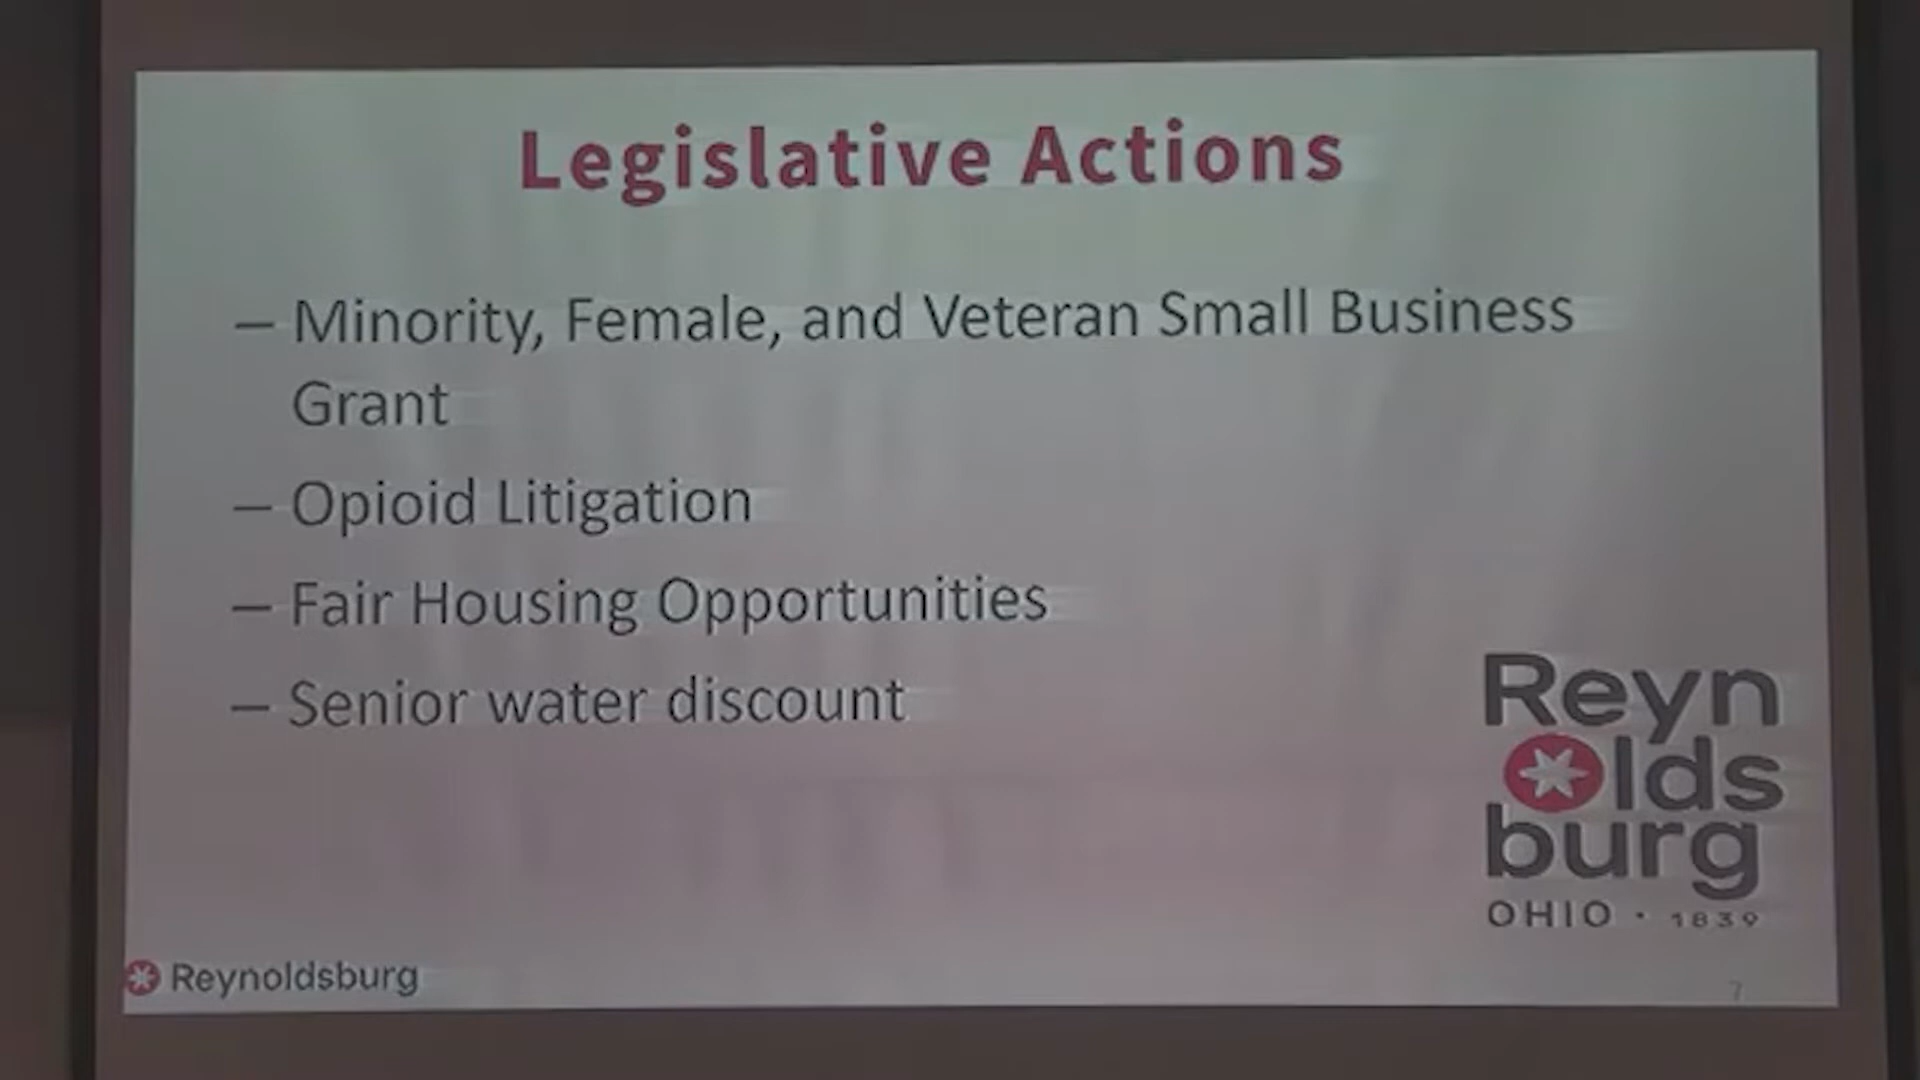 Legislative Actions
– Minority, Female, and Veteran Small Business
Grant
– Opioid Litigation
– Fair Housing Opportunities
– Senior water discount
Reyn
olds
burg
OHIO · 1839
Reynoldsburg
7